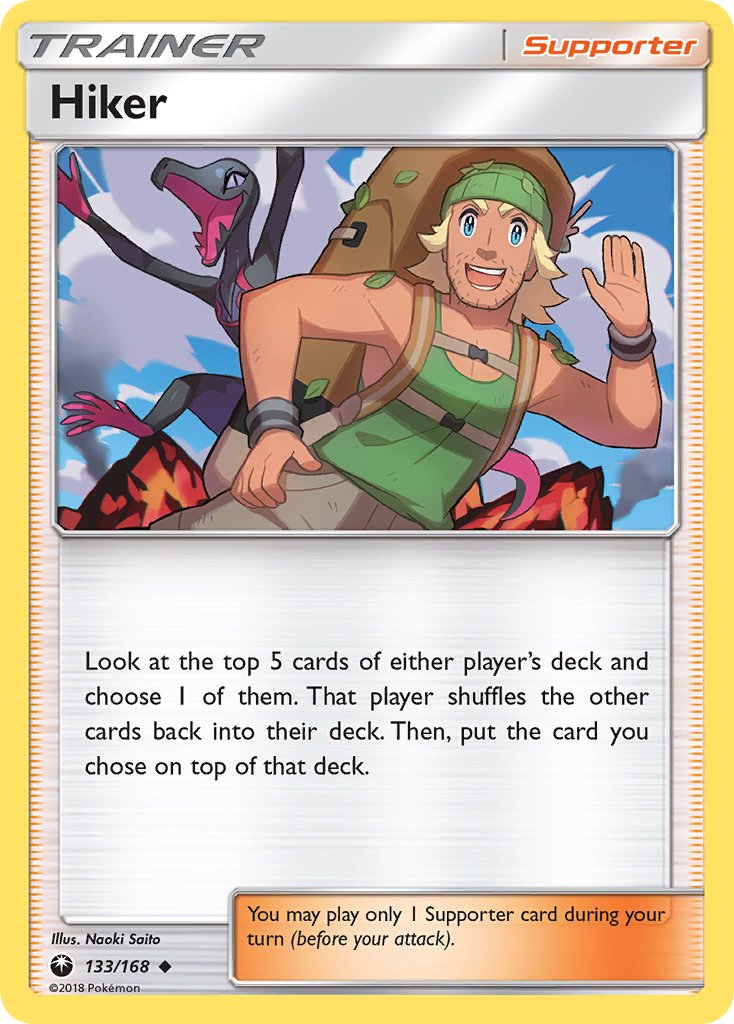 TRAINER
Supporter
Hiker
Look at the top 5 cards of either player's deck and
choose 1 of them. That player shuffles the other
cards back into their deck. Then, put the card you
chose on top of that deck.
You may play only 1 Supporter card during your
turn (before your attack).
Illus. Naoki Saito
133/168
©2018 Pokémon